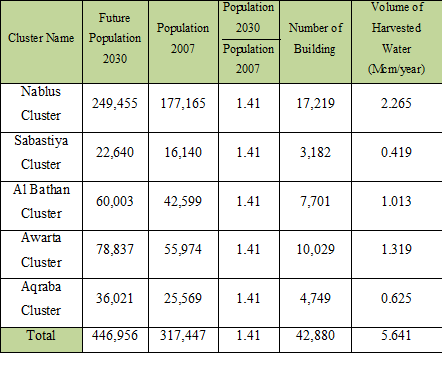 Cluster Name
Future
Population
2030
Population
2007
Population
2030
Population
2007
Number of
Building
Volume of
Harvested
Water
(Mcm/year)
Nablus
Cluster
249,455 177,165 1.41 17,219 2.265
Sabastiya
Cluster
22,640 16,140 1.41 3,182 0.419
Al Bathan
Cluster
60,003 42,599 1.41 7,701 1.013
Awarta
Cluster
78,837 55,974 1.41 10,029 1.319
Aqraba
Cluster
36,021 25,569 1.41 4,749 0.625
Total 446,956 317,447 1.41 42,880 5.641